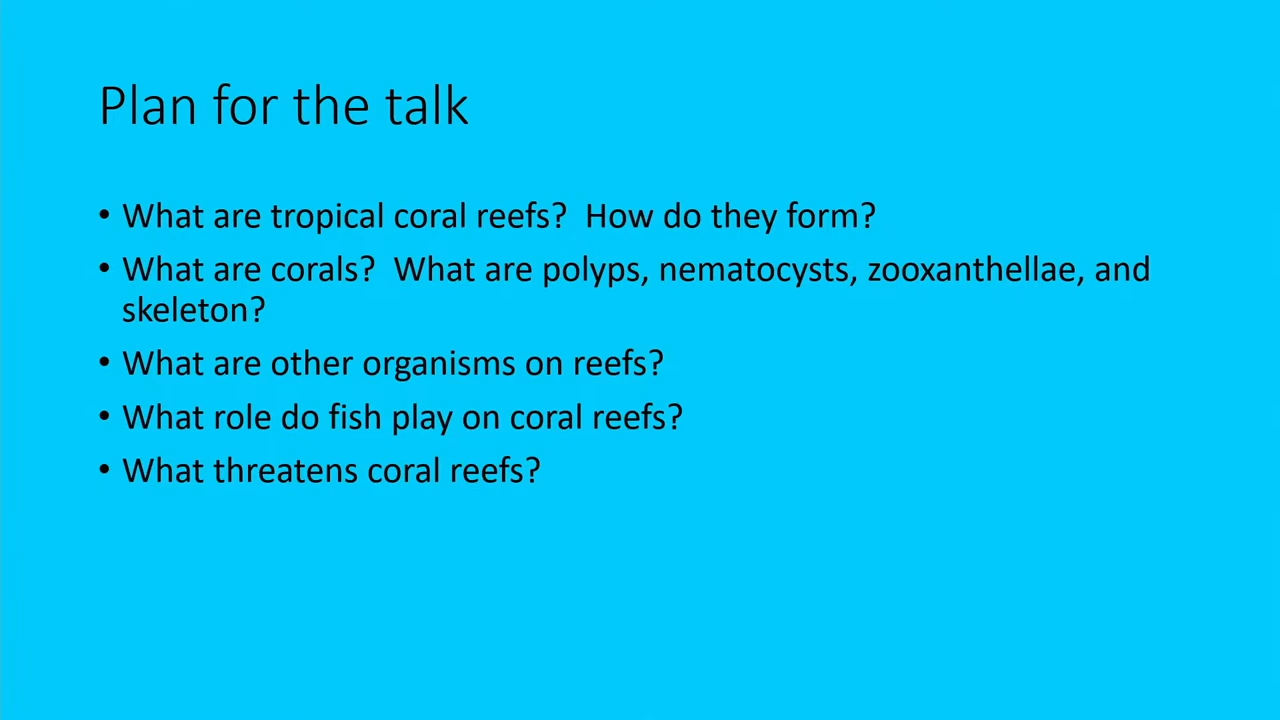 Plan for the talk
• What are tropical coral reefs?  How do they form?
• What are corals?  What are polyps, nematocysts, zooxanthellae, and
skeleton?
• What are other organisms on reefs?
• What role do fish play on coral reefs?
• What threatens coral reefs?